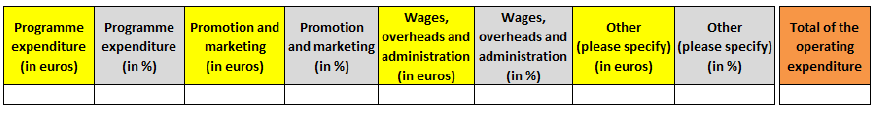 Programme
expenditure
(in euros)
Programme
expenditure
(in %)
Promotion and
marketing
(in euros)
Promotion
and marketing
(in %)
Wages,
overheads and
administration
(in euros)
Wages,
overheads and
administration
(in %)
Other
(please specify)
(in euros)
Other
(please specify)
(in %)
Total of the
operating
expenditure